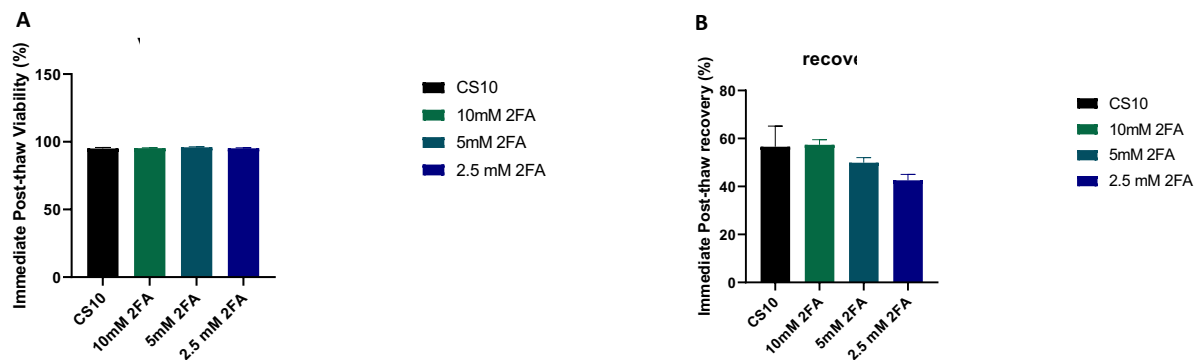 A
Immediate Post-thaw Viability (%)
150
100
50
0
CS10
10mM 2FA
5mM 2FA
2.5 mM 2FA
CS10
10mM 2FA
5mM 2FA
2.5 mM 2FA
B
Immediate Post-thaw recovery (%)
80
60
40
20
0
CS10
10mM 2FA
5mM 2FA
2.5 mM 2FA
CS10
10mM 2FA
5mM 2FA
2.5 mM 2FA